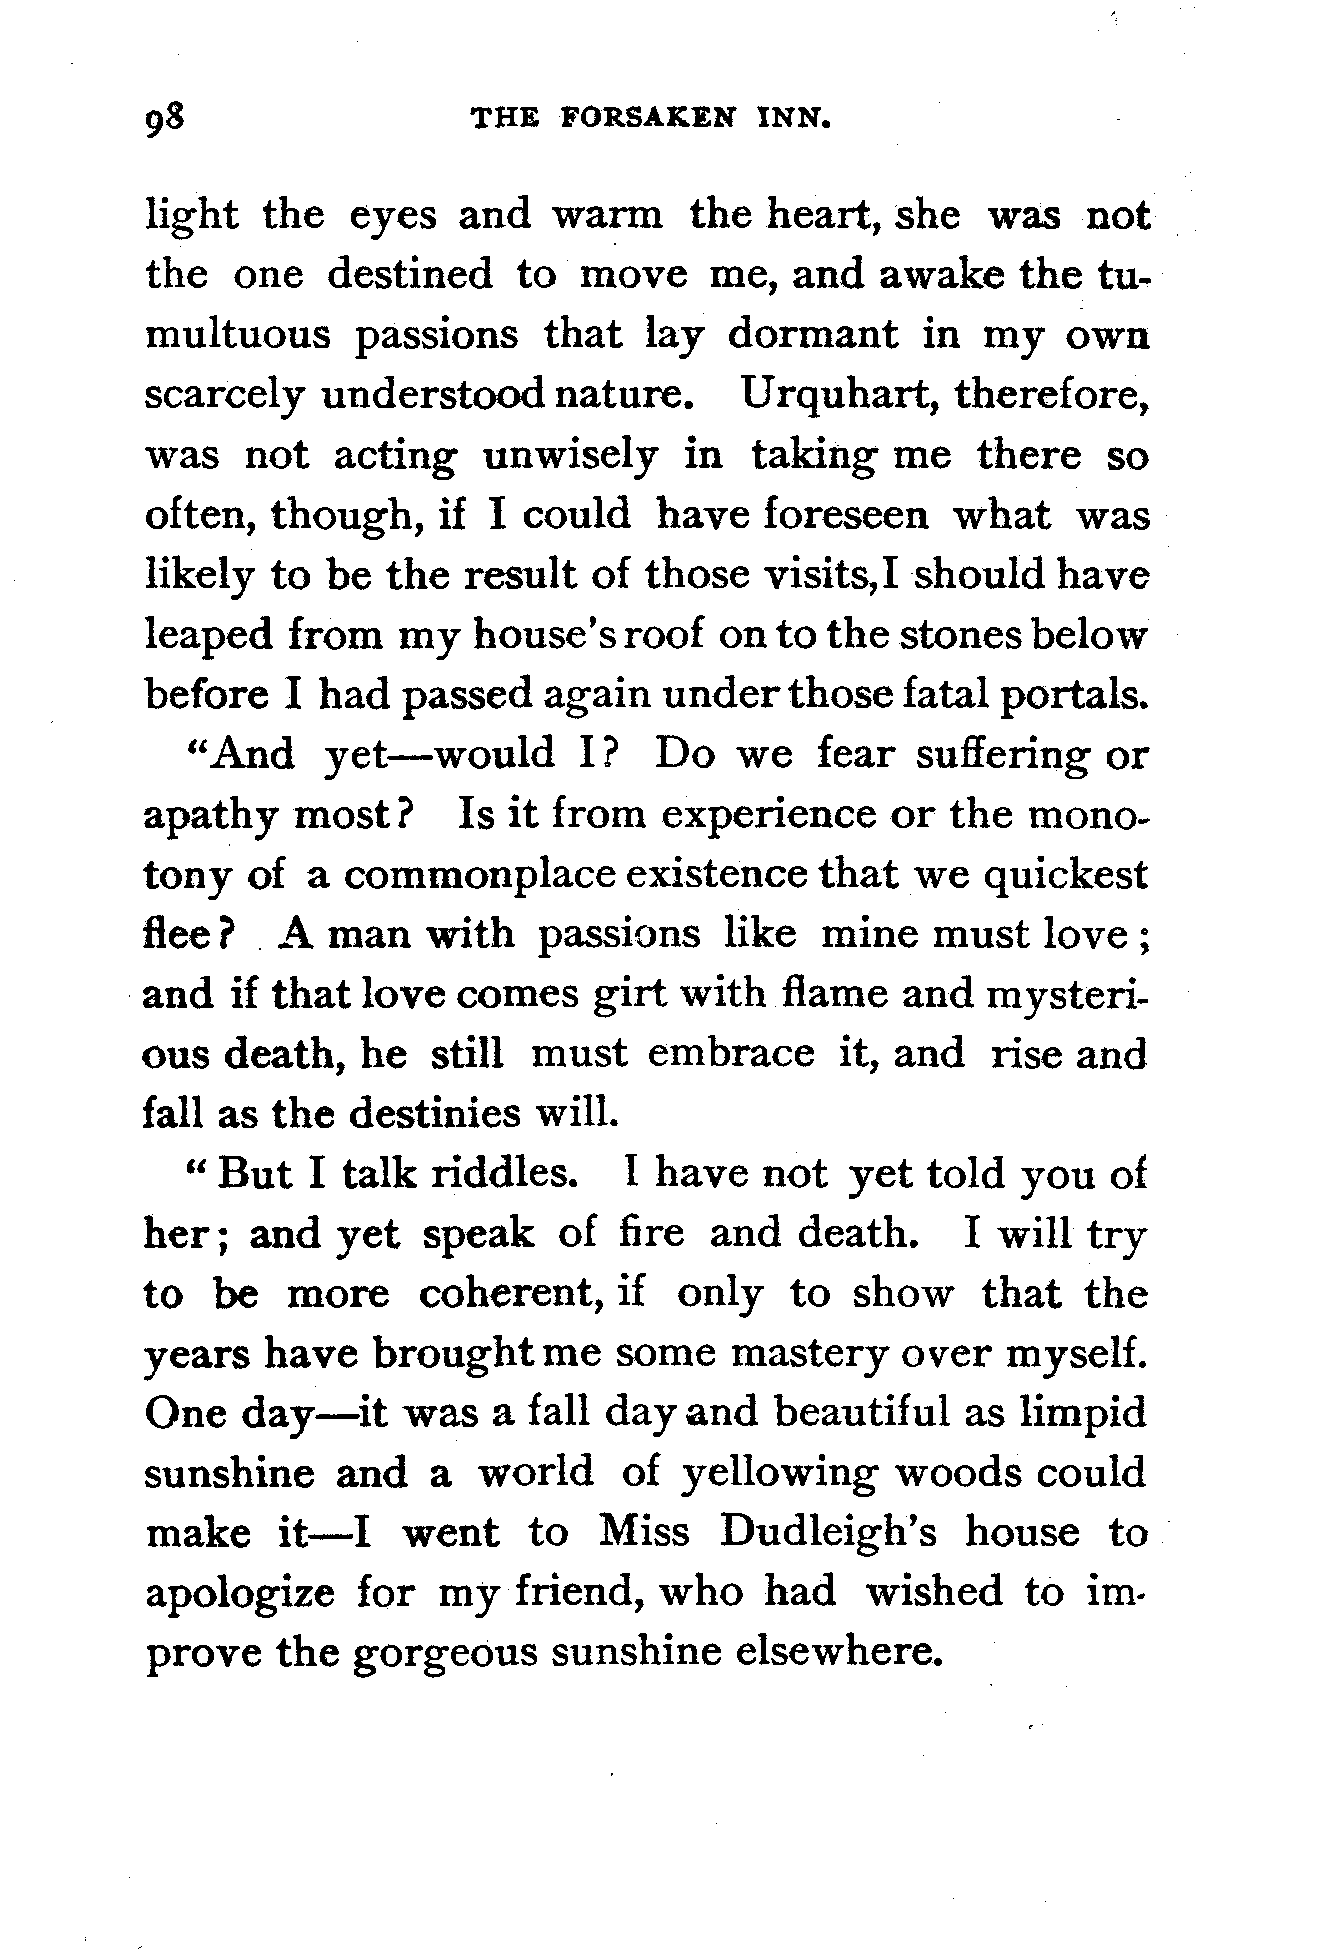 98 THE FORSAKEN INN.
light the eyes and warm the heart, she was not
the one destined to move me, and awake the tu-
multuous passions that lay dormant in my own
scarcely understood nature. Urquhart, therefore,
was not acting unwisely in taking me there so
often, though, if I could have foreseen what was
likely to be the result of those visits,I should have
leaped from my house's roof on to the stones below
before I had passed again under those fatal portals.
"And yet—would I? Do we fear suffering or
apathy most? Is it from experience or the mono-
tony of a commonplace existence that we quickest
flee? A man with passions like mine must love;
and if that love comes girt with flame and mysteri-
ous death, he still must embrace it, and rise and
fall as the destinies will.
"But I talk riddles. I have not yet told you of
her; and yet speak of fire and death. I will try
to be more coherent, if only to show that the
years have brought me some mastery over myself.
One day—it was a fall day and beautiful as limpid
sunshine and a world of yellowing woods could
make it—I went to Miss Dudleigh's house to
apologize for my friend, who had wished to im-
prove the gorgeous sunshine elsewhere.